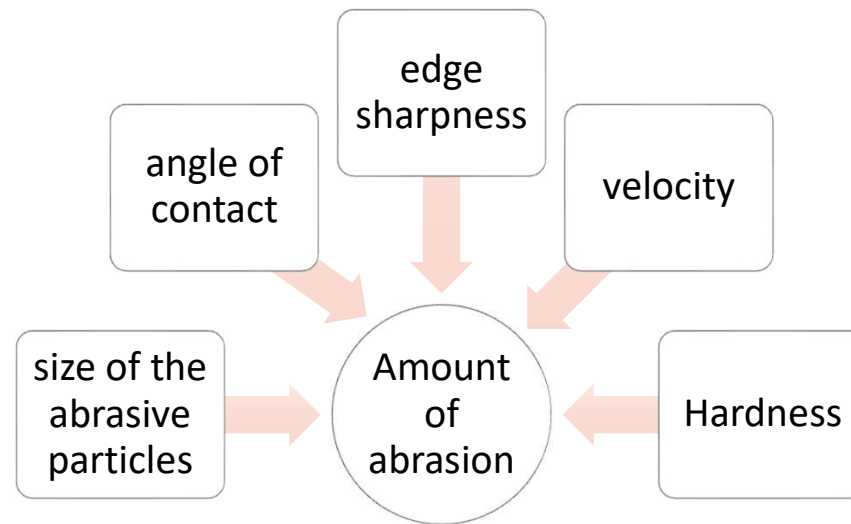 edge
sharpness
angle of
contact
velocity
size of the
abrasive
particles
Amount
of
abrasion
Hardness